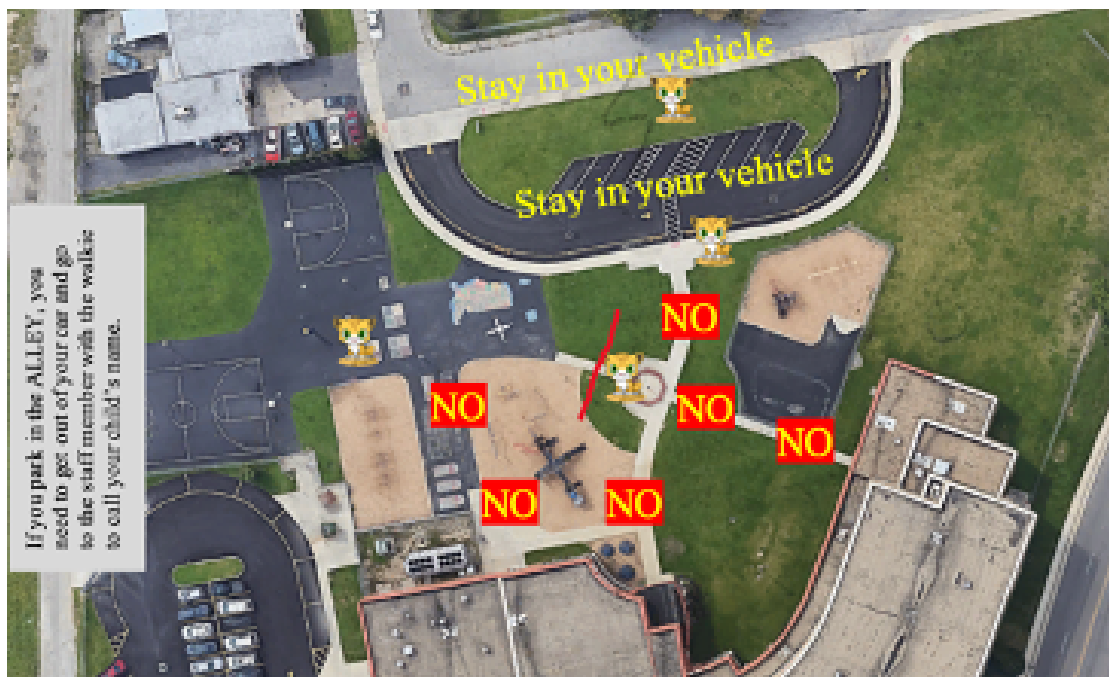 Stay in your vehicle
Stay in your vehicle
If you park in the ALLEY, you
need to get out of your car and go
to the staff member with the walkie
to call your child's name.
NO
NO
NO
NO
NO
NO